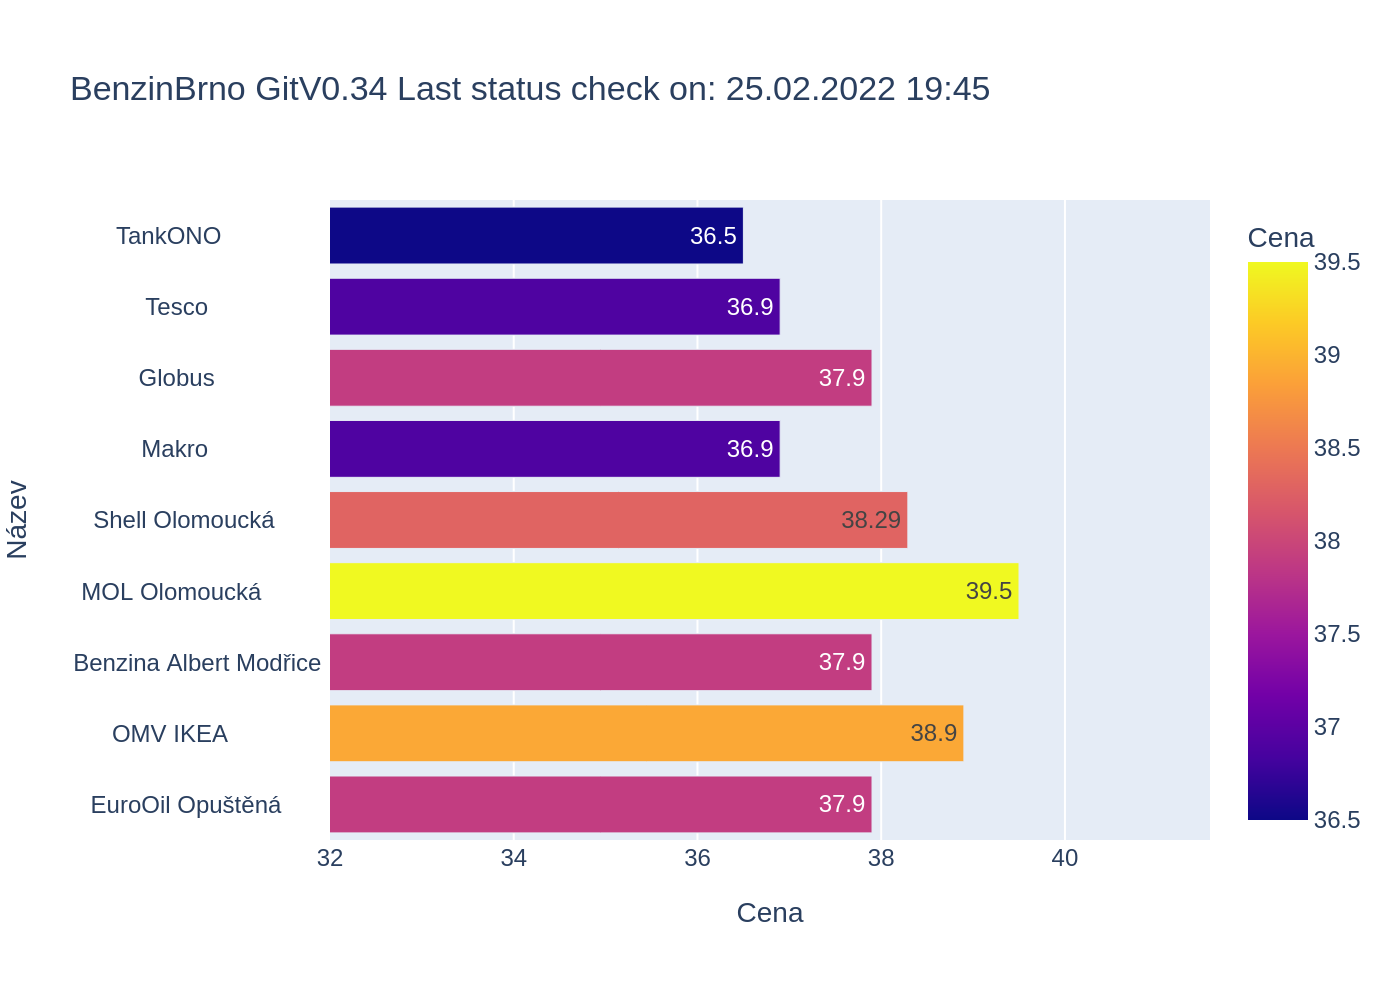 BenzinBrno GitV0.34 Last status check on: 25.02.2022 19:45
Název
TankONO 36.5
Tesco 36.9
Globus 37.9
Makro 36.9
Shell Olomoucká 38.29
MOL Olomoucká 39.5
Benzina Albert Modřice 37.9
OMV IKEA 38.9
EuroOil Opuštěná 37.9
32 34 36 38 40
Cena
Cena
39.5
39
38.5
38
37.5
37
36.5